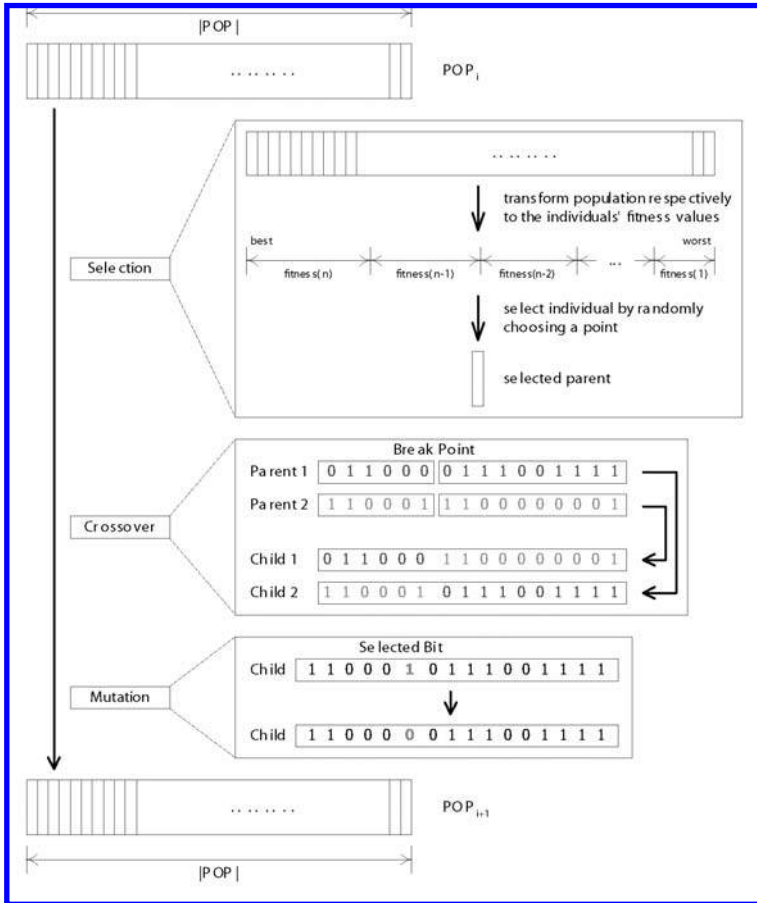 |POP|
. . . . . . .
POPi
. . . . . . .
transform population respectively
to the individuals' fitness values
best
worst
fitness(n)
fitness(n-1)
fitness(n-2)
...
fitness(1)
Selection
select individual by randomly
choosing a point
selected parent
Break Point
Parent 1 0 1 1 0 0 0 0 1 1 1 0 0 1 1 1 1
Parent 2 1 1 0 0 0 1 1 1 0 0 0 0 0 0 0 1
Crossover
Child 1 0 1 1 0 0 0 1 1 0 0 0 0 0 0 0 1
Child 2 1 1 0 0 0 1 0 1 1 1 0 0 1 1 1 1
Selected Bit
Child 1 1 0 0 0 1 0 1 1 1 0 0 1 1 1 1
Mutation
Child 1 1 0 0 0 0 0 1 1 1 0 0 1 1 1 1
. . . . . . .
POPi+1
|POP|